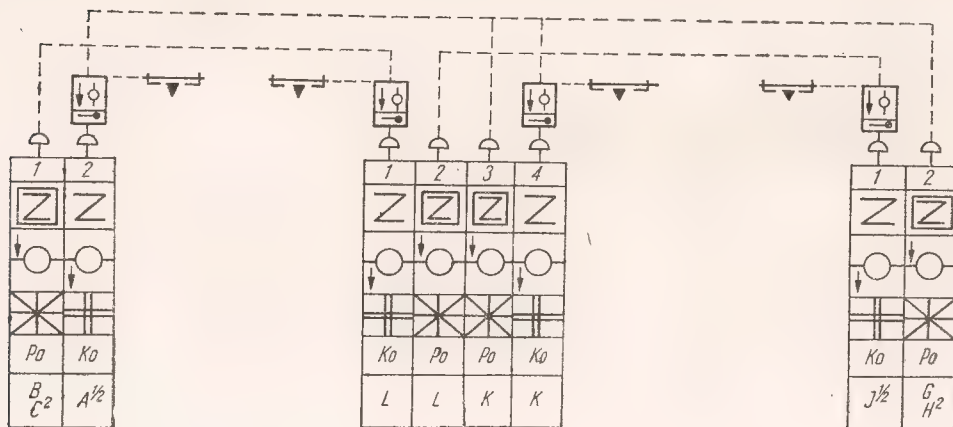 1 2 1 2 3 4 1 2
Z Z Z Z Z Z Z Z
Po Ko Ko Po Po Ko Ko Po
B C² A½ L L K K J½ G H²